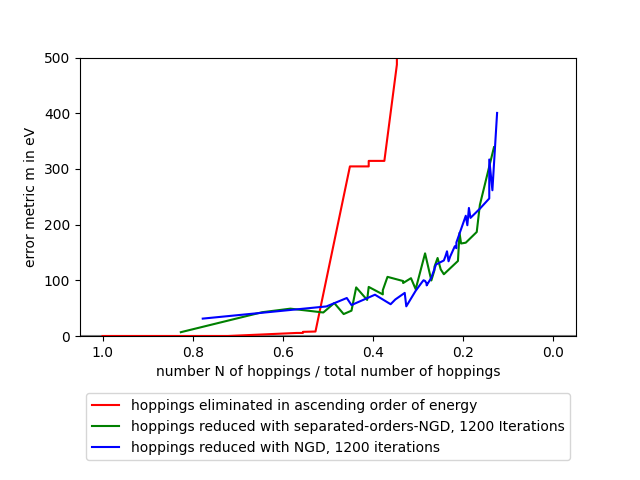 500
400
300
200
100
0
error metric m in eV
1.0 0.8 0.6 0.4 0.2 0.0
number N of hoppings / total number of hoppings
hoppings eliminated in ascending order of energy
hoppings reduced with separated-orders-NGD, 1200 Iterations
hoppings reduced with NGD, 1200 iterations